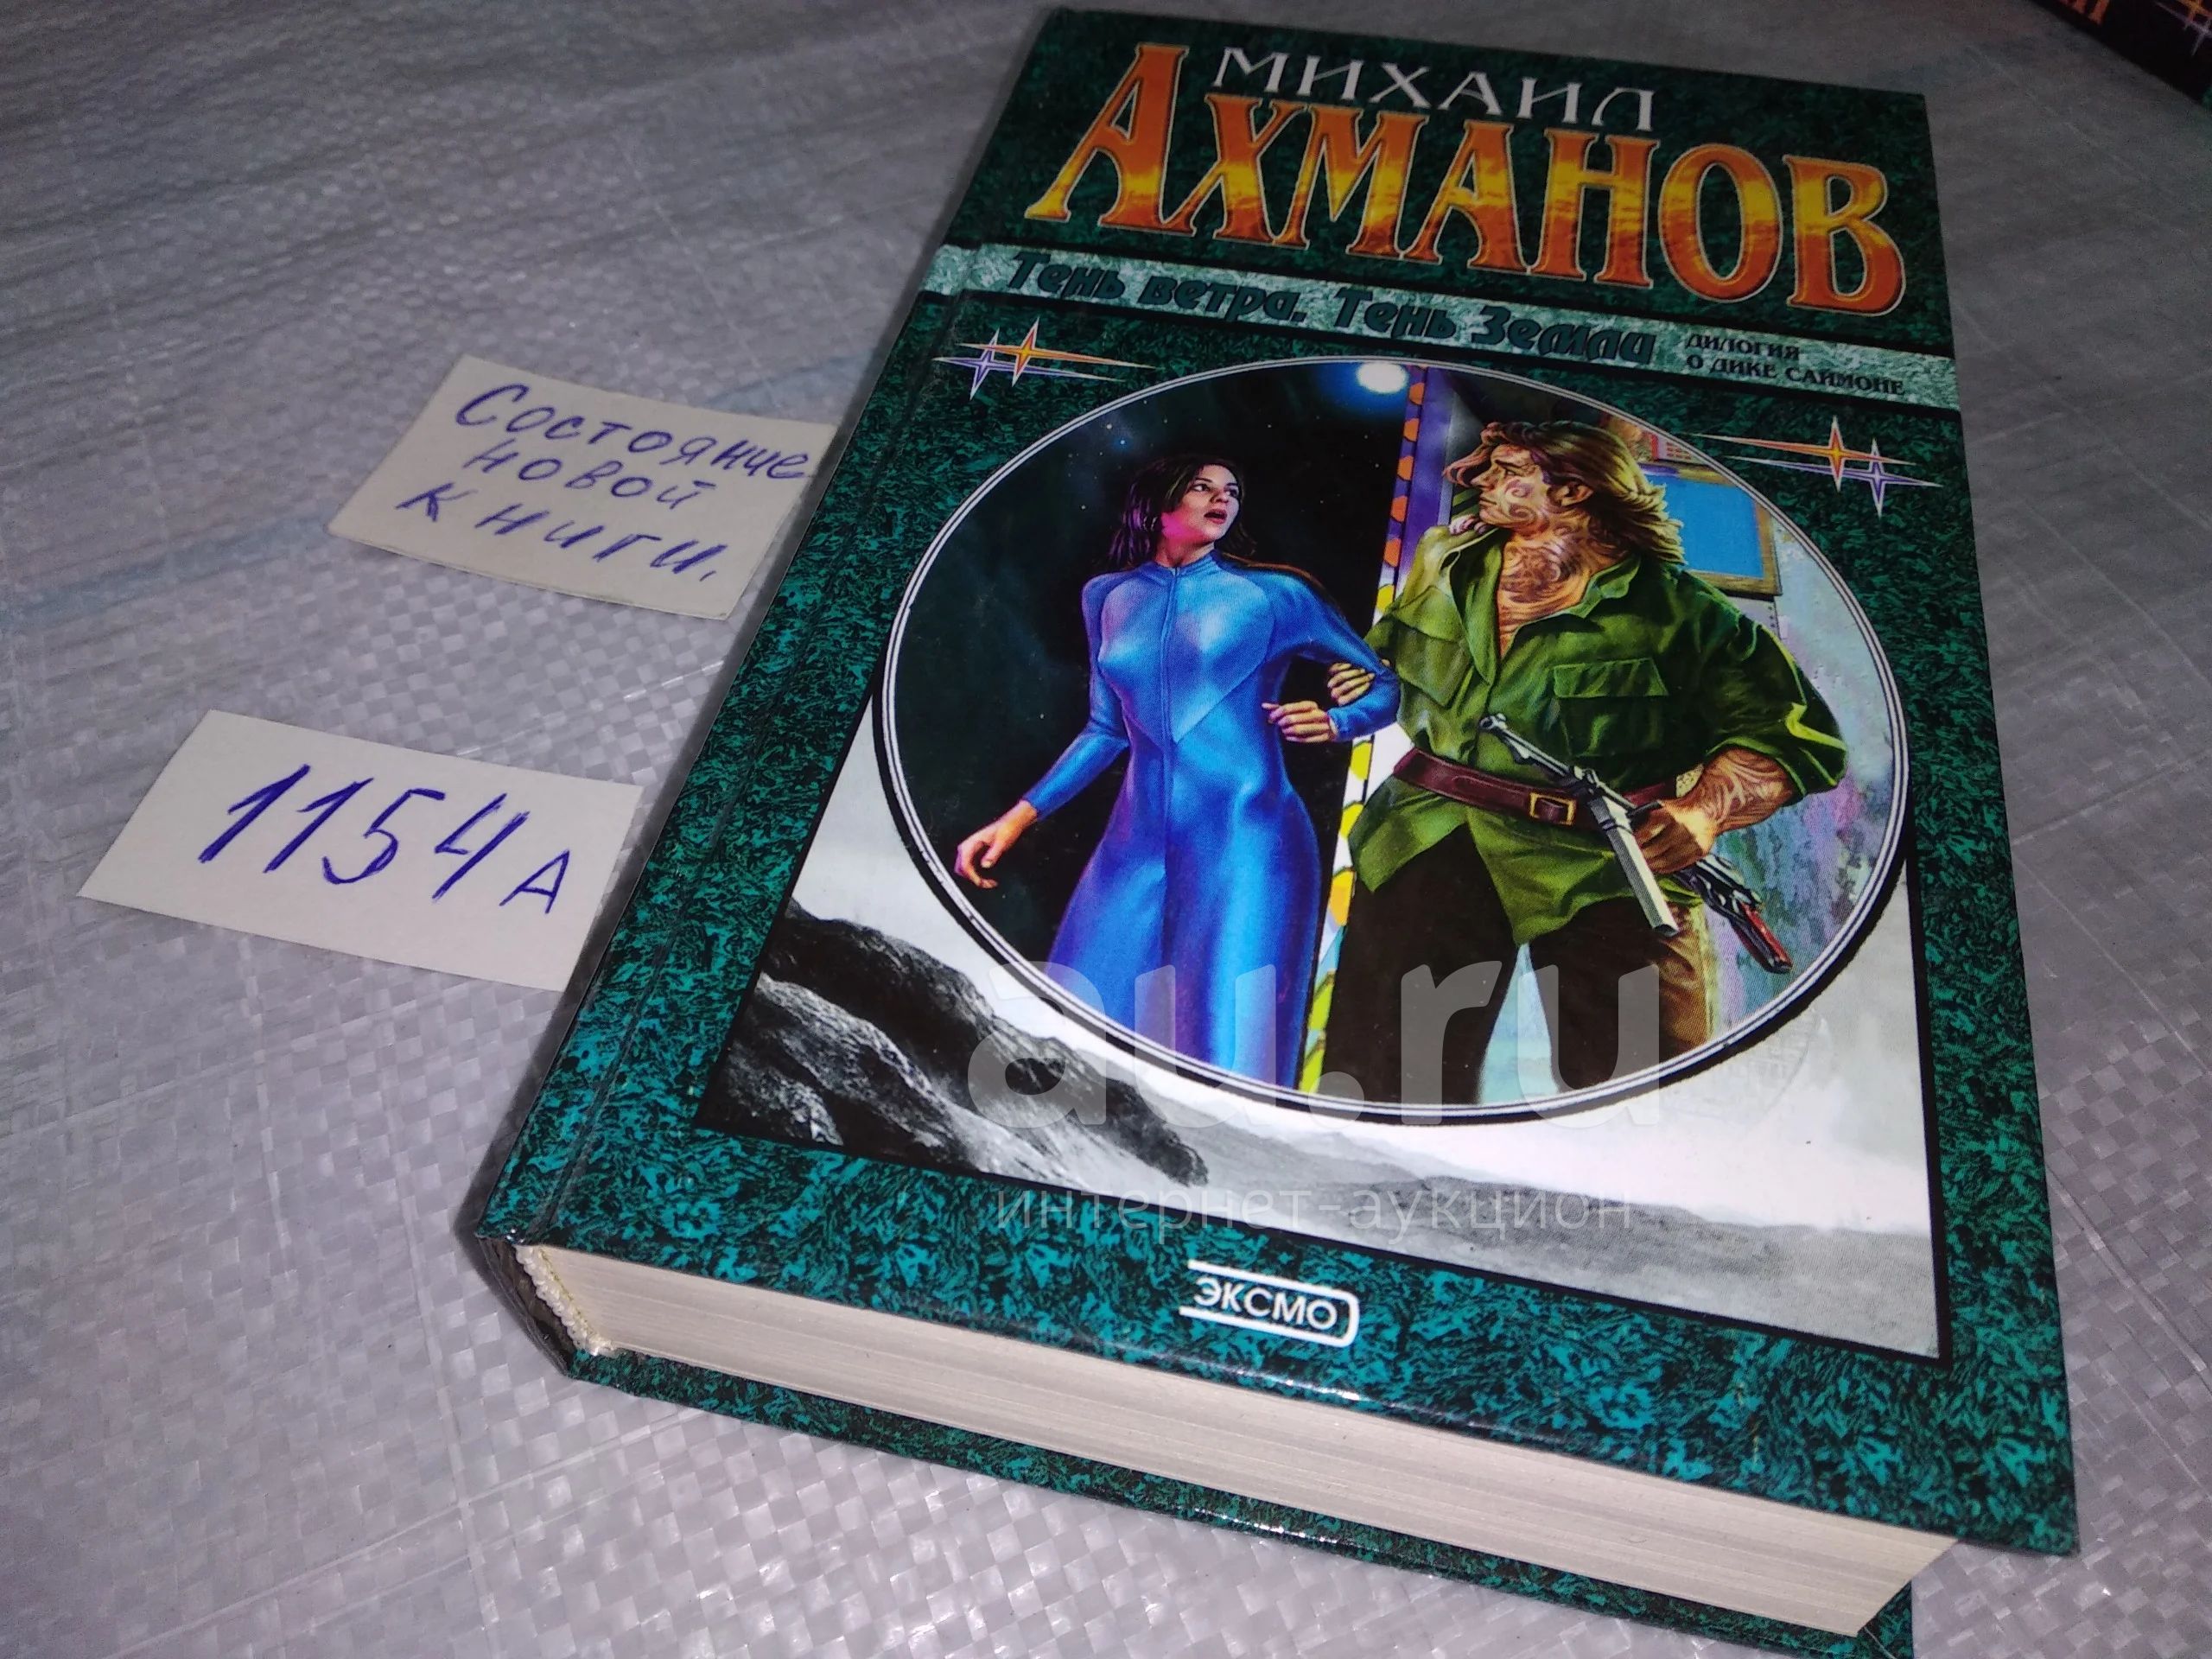 МИХАИЛ
АХМАНОВ
Тень ветра. Тень Земли
ДИЛОГИЯ
О ДИКЕ САЙМОНЕ
Состояние
новой
книги.
1154А
au.ru
интернет-аукцион
ЭКСМО